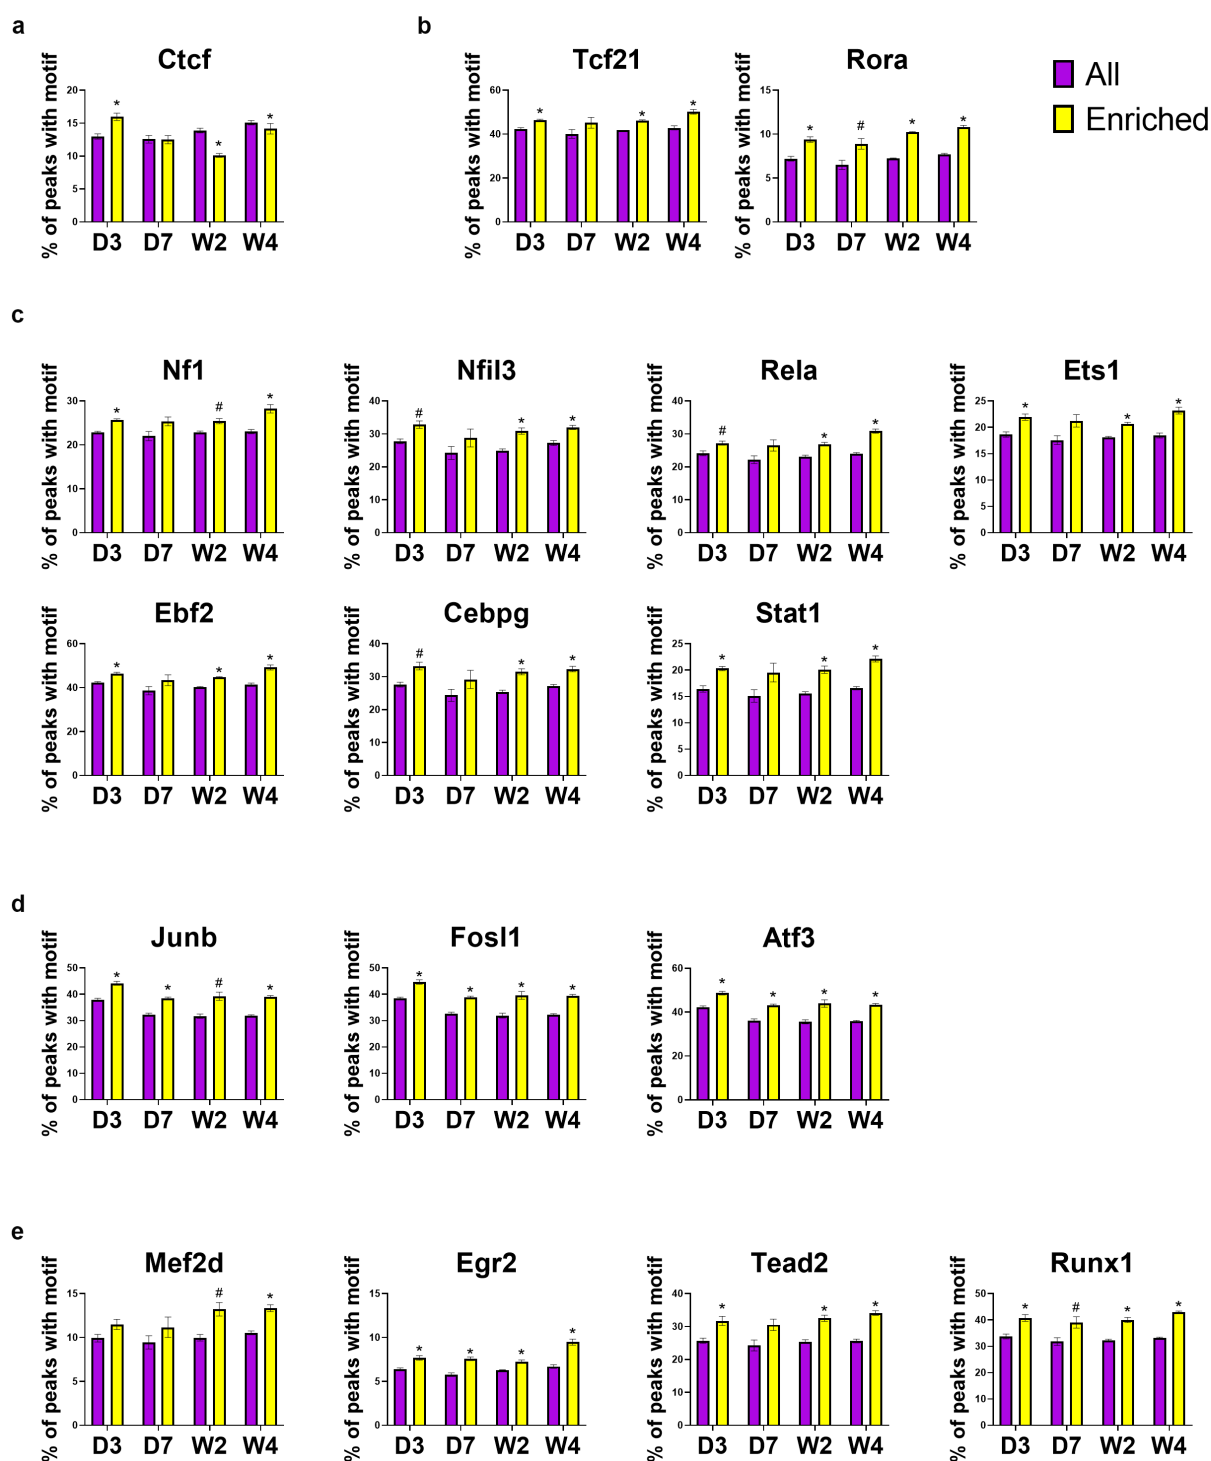 a
b
Ctcf
Tcf21
Rora
All
Enriched
% of peaks with motif
20
15
10
5
0
* * *
D3 D7 W2 W4
% of peaks with motif
60
40
20
0
* * *
D3 D7 W2 W4
% of peaks with motif
15
10
5
0
* # * *
D3 D7 W2 W4
c
Nf1
Nfil3
Rela
Ets1
% of peaks with motif
30
20
10
0
* # *
D3 D7 W2 W4
% of peaks with motif
40
30
20
10
0
# * *
D3 D7 W2 W4
% of peaks with motif
40
30
20
10
0
# * *
D3 D7 W2 W4
% of peaks with motif
25
20
15
10
5
0
* * *
D3 D7 W2 W4
Ebf2
Cebpg
Stat1
% of peaks with motif
60
40
20
0
* * *
D3 D7 W2 W4
% of peaks with motif
40
30
20
10
0
# * *
D3 D7 W2 W4
% of peaks with motif
25
20
15
10
5
0
* * *
D3 D7 W2 W4
d
Junb
Fosl1
Atf3
% of peaks with motif
50
40
30
20
10
0
* * # *
D3 D7 W2 W4
% of peaks with motif
50
40
30
20
10
0
* * * *
D3 D7 W2 W4
% of peaks with motif
60
40
20
0
* * * *
D3 D7 W2 W4
e
Mef2d
Egr2
Tead2
Runx1
% of peaks with motif
15
10
5
0
# *
D3 D7 W2 W4
% of peaks with motif
15
10
5
0
* * * *
D3 D7 W2 W4
% of peaks with motif
40
30
20
10
0
* * *
D3 D7 W2 W4
% of peaks with motif
50
40
30
20
10
0
* # * *
D3 D7 W2 W4